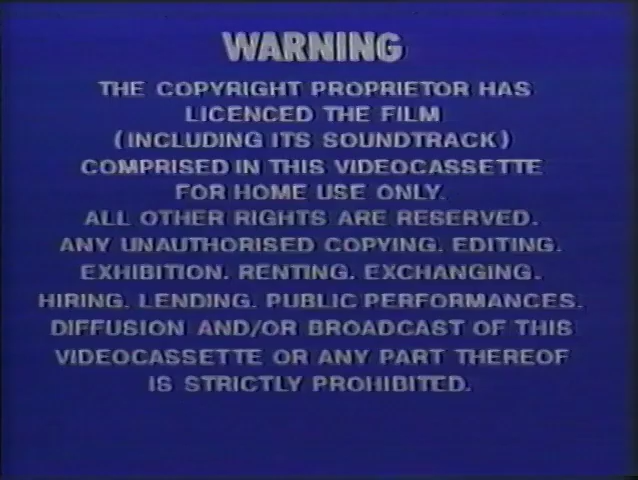 WARNING
THE COPYRIGHT PROPRIETOR HAS
LICENCED THE FILM
(INCLUDING ITS SOUNDTRACK)
COMPRISED IN THIS VIDEOCASSETTE
FOR HOME USE ONLY.
ALL OTHER RIGHTS ARE RESERVED.
ANY UNAUTHORISED COPYING. EDITING.
EXHIBITION. RENTING. EXCHANGING.
HIRING. LENDING. PUBLIC PERFORMANCES.
DIFFUSION AND/OR BROADCAST OF THIS
VIDEOCASSETTE OR ANY PART THEREOF
IS STRICTLY PROHIBITED.